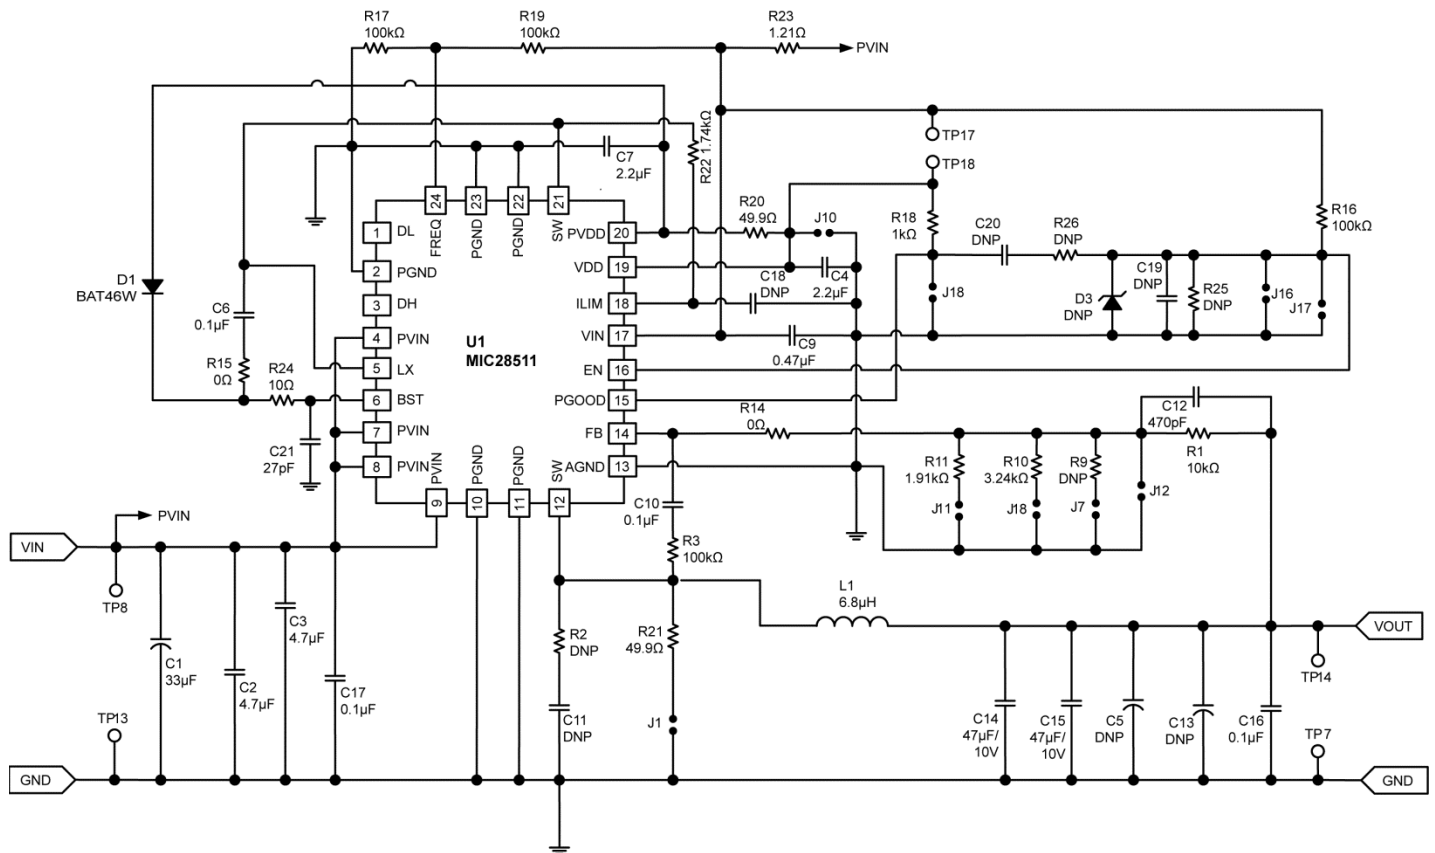 R17
100kΩ
R19
100kΩ
R23
1.21Ω
PVIN
R22 1.74kΩ
C7
2.2µF
TP17
TP18
D1
BAT46W
C6
0.1µF
R15
0Ω
R24
10Ω
C21
27pF
24
FREQ
23
PGND
22
PGND
21
SW
1 DL
2 PGND
3 DH
4 PVIN
5 LX
6 BST
7 PVIN
8 PVIN
U1
MIC28511
PVDD 20
VDD 19
ILIM 18
VIN 17
EN 16
PGOOD 15
FB 14
AGND 13
PVIN
9
PGND
10
PGND
11
SW
12
R20
49.9Ω
J10
C18
DNP
C4
2.2µF
C9
0.47µF
R18
1kΩ
J18
C20
DNP
R26
DNP
D3
DNP
C19
DNP
R25
DNP
J16
J17
R16
100kΩ
R14
0Ω
C12
470pF
R1
10kΩ
R11
1.91kΩ
J11
R10
3.24kΩ
J18
R9
DNP
J7
J12
C10
0.1µF
R3
100kΩ
PVIN
VIN
TP8
C1
33µF
C2
4.7µF
C3
4.7µF
C17
0.1µF
TP13
GND
R2
DNP
C11
DNP
R21
49.9Ω
J1
L1
6.8µH
VOUT
TP14
C14
47µF/
10V
C15
47µF/
10V
C5
DNP
C13
DNP
C16
0.1µF
TP7
GND